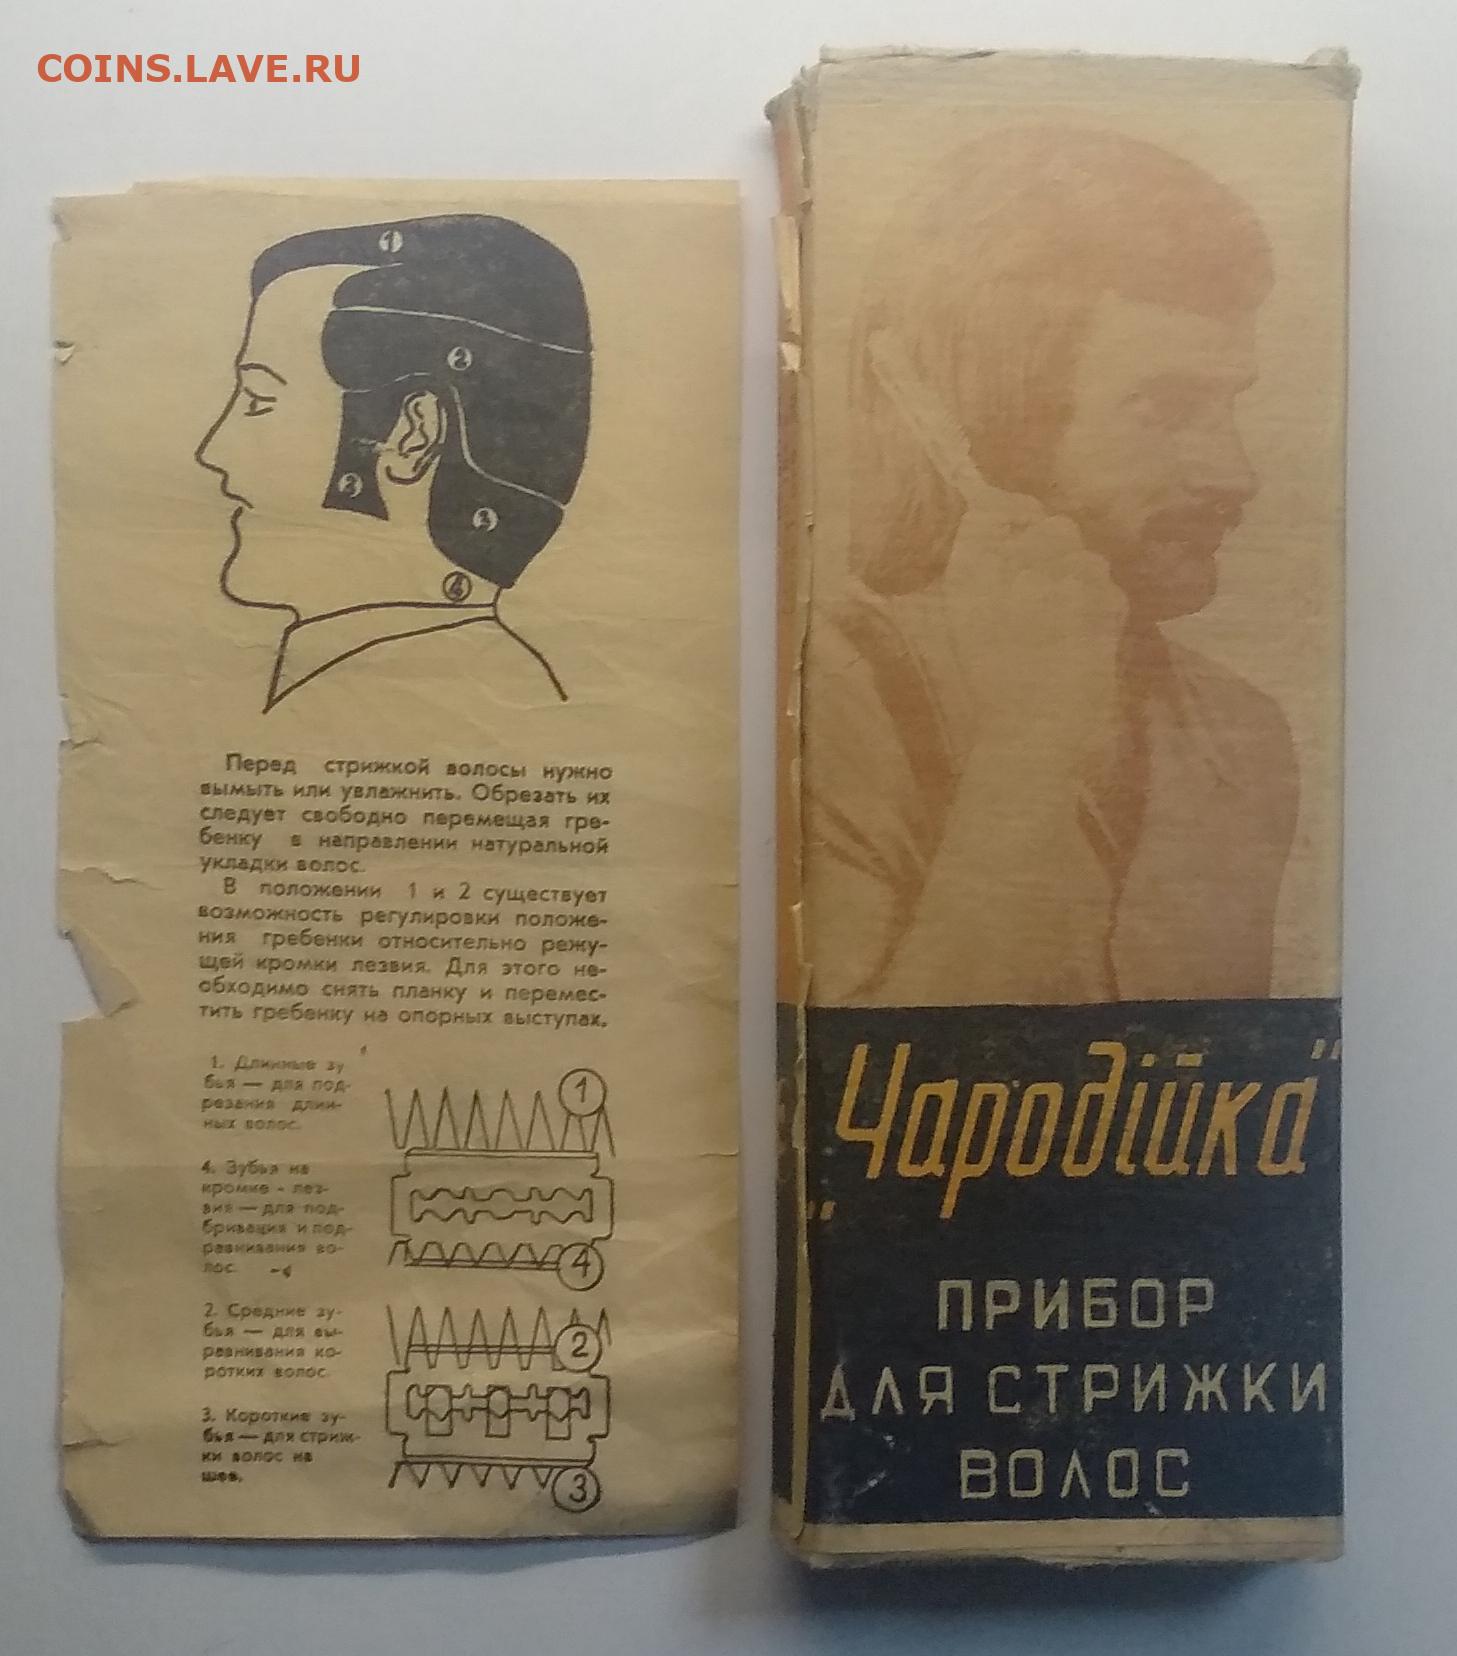 COINS.LAVE.RU
1
2
3
2
4
Перед стрижкой волосы нужно
вымыть или увлажнить. Обрезать их
следует свободно перемещая гре-
бенку в направлении натуральной
укладки волос.
В положении 1 и 2 существует
возможность регулировки положе-
ния гребенки относительно режу-
щей кромки лезвия. Для этого не-
обходимо снять планку и перемес-
тить гребенку на опорных выступах.
1. Длинные зу
бья — для под-
резания длин-
ных волос.
4. Зубья на
кромке - лез-
вия — для под-
бривация и под-
равнивания во-
лос.
2. Средние зу-
бья — для вы-
равнивания ко-
ротких волос.
3. Короткие зу-
бья — для стриж-
ки волос на
шее.
1
4
2
3
„Чародійка"
ПРИБОР
ДЛЯ СТРИЖКИ
ВОЛОС